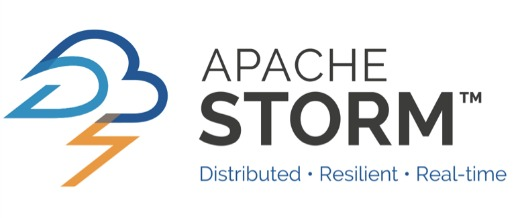 APACHE
STORM™
Distributed • Resilient • Real-time